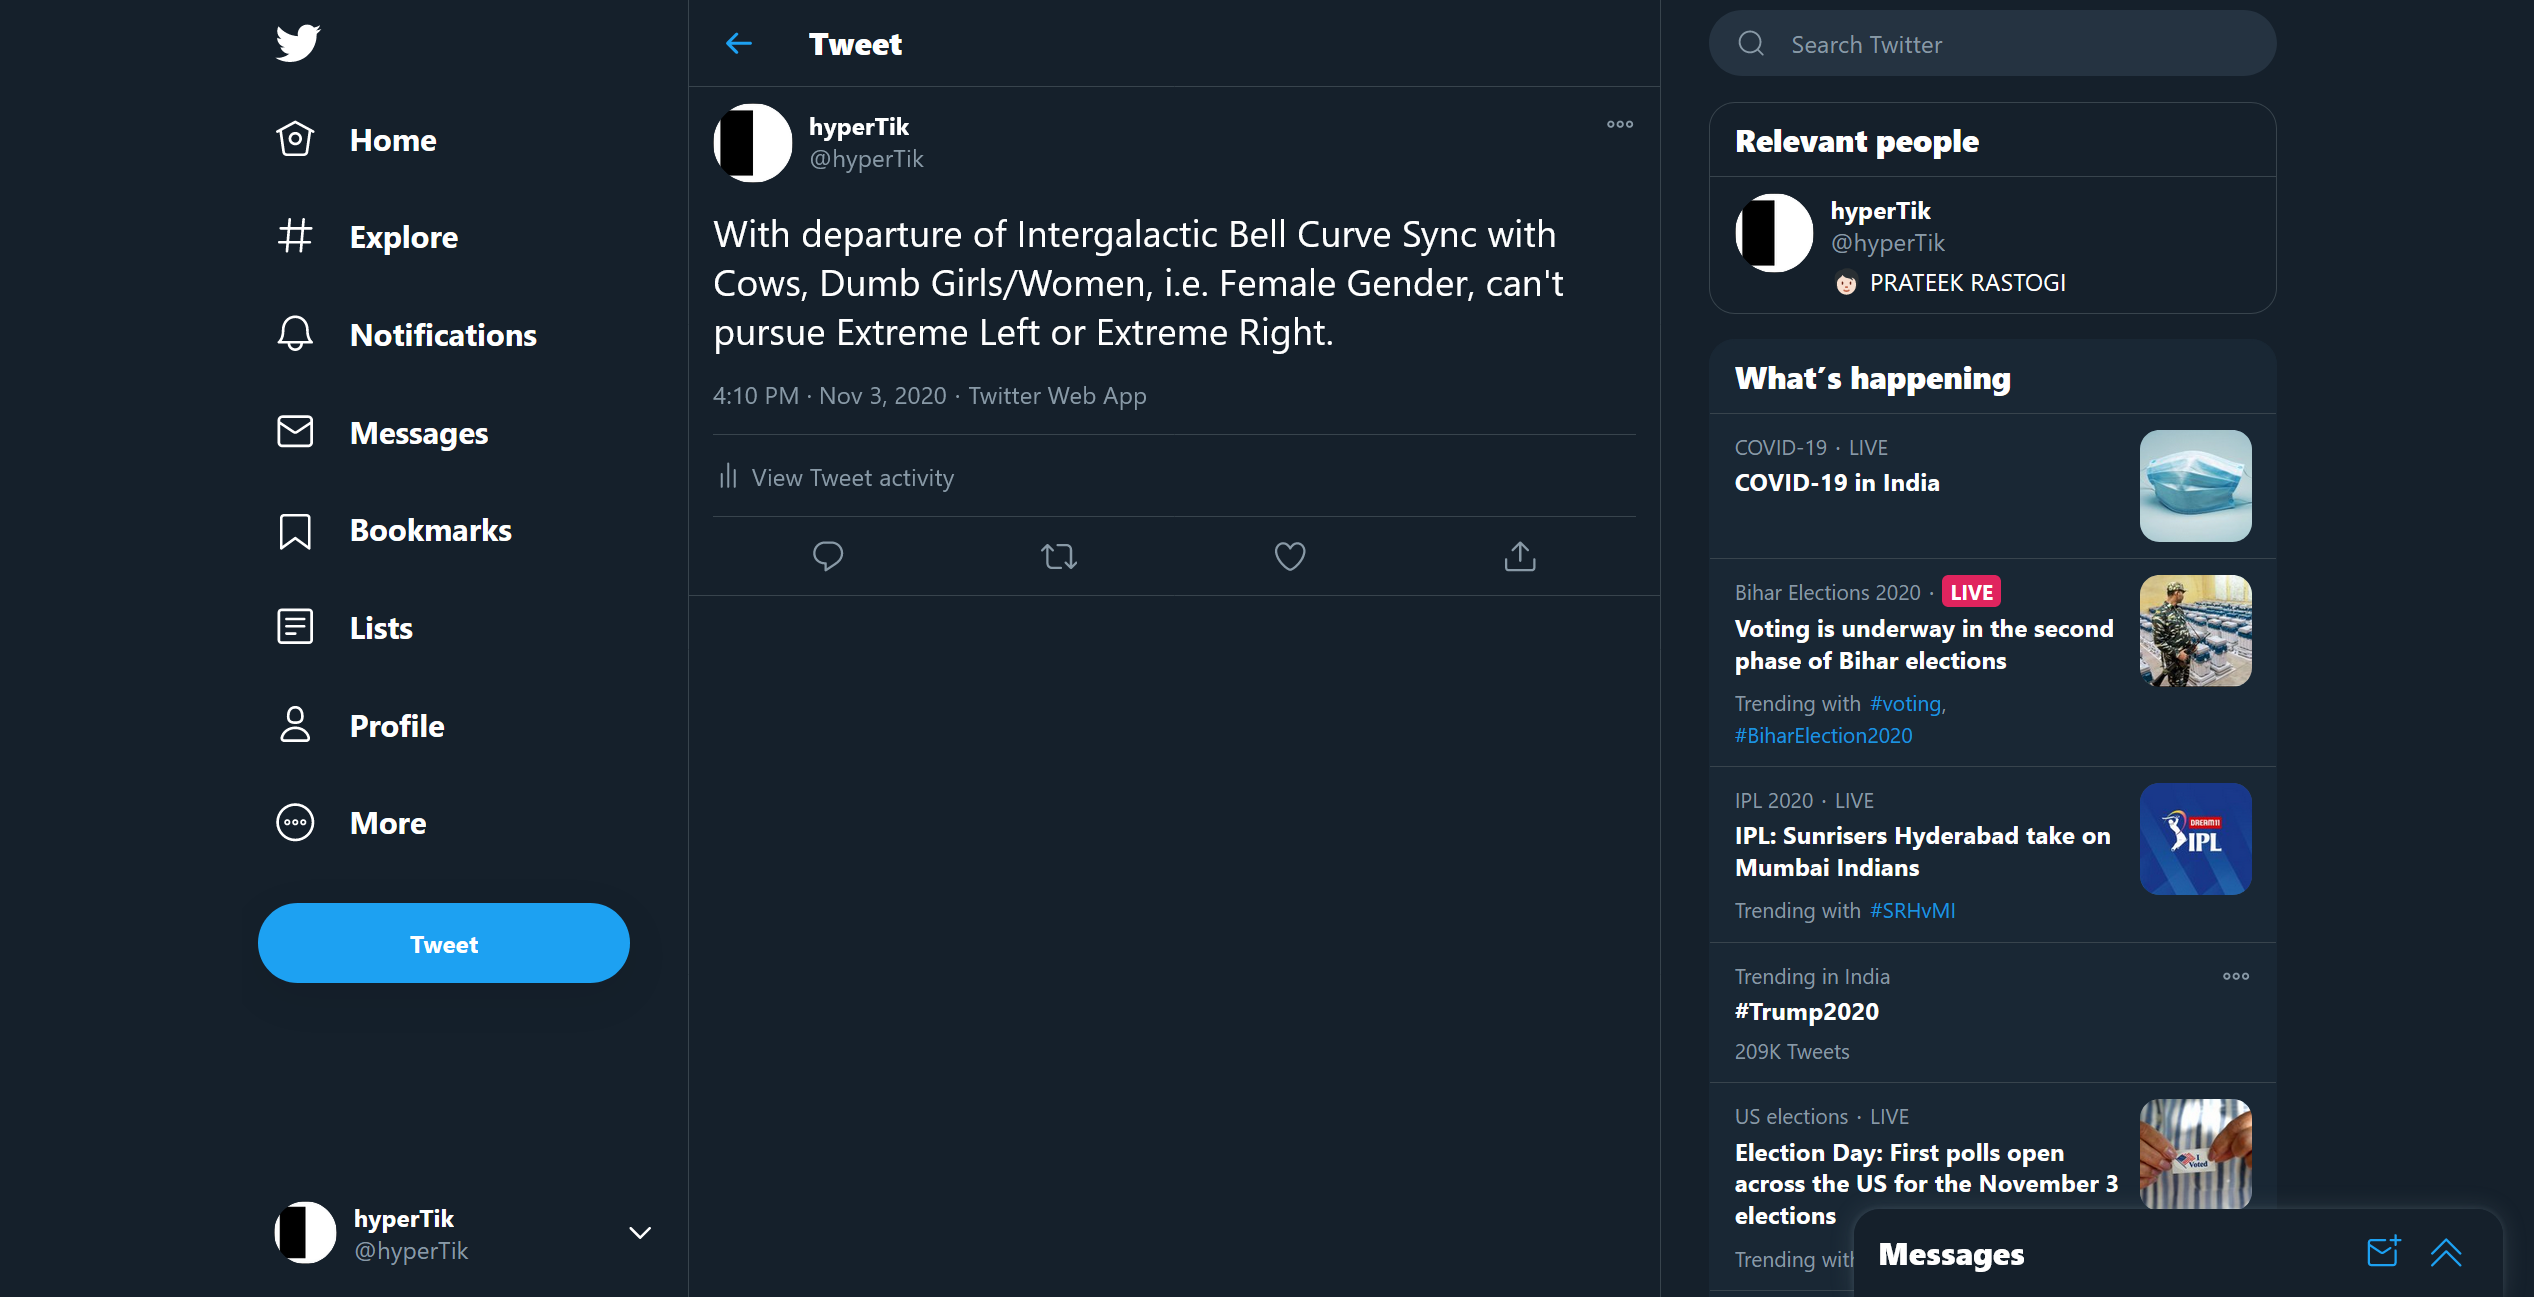 Home
Explore
Notifications
Messages
Bookmarks
Lists
Profile
More
Tweet
hyperTik
@hyperTik
Tweet
hyperTik
@hyperTik
With departure of Intergalactic Bell Curve Sync with
Cows, Dumb Girls/Women, i.e. Female Gender, can't
pursue Extreme Left or Extreme Right.
4:10 PM · Nov 3, 2020 · Twitter Web App
View Tweet activity
Search Twitter
Relevant people
hyperTik
@hyperTik
PRATEEK RASTOGI
What's happening
COVID-19 · LIVE
COVID-19 in India
Bihar Elections 2020 · LIVE
Voting is underway in the second
phase of Bihar elections
Trending with #voting,
#BiharElection2020
IPL 2020 · LIVE
IPL: Sunrisers Hyderabad take on
Mumbai Indians
Trending with #SRHvMI
DREAM11
IPL
Trending in India
#Trump2020
209K Tweets
US elections · LIVE
Election Day: First polls open
across the US for the November 3
elections
I
Voted
Trending with
Messages